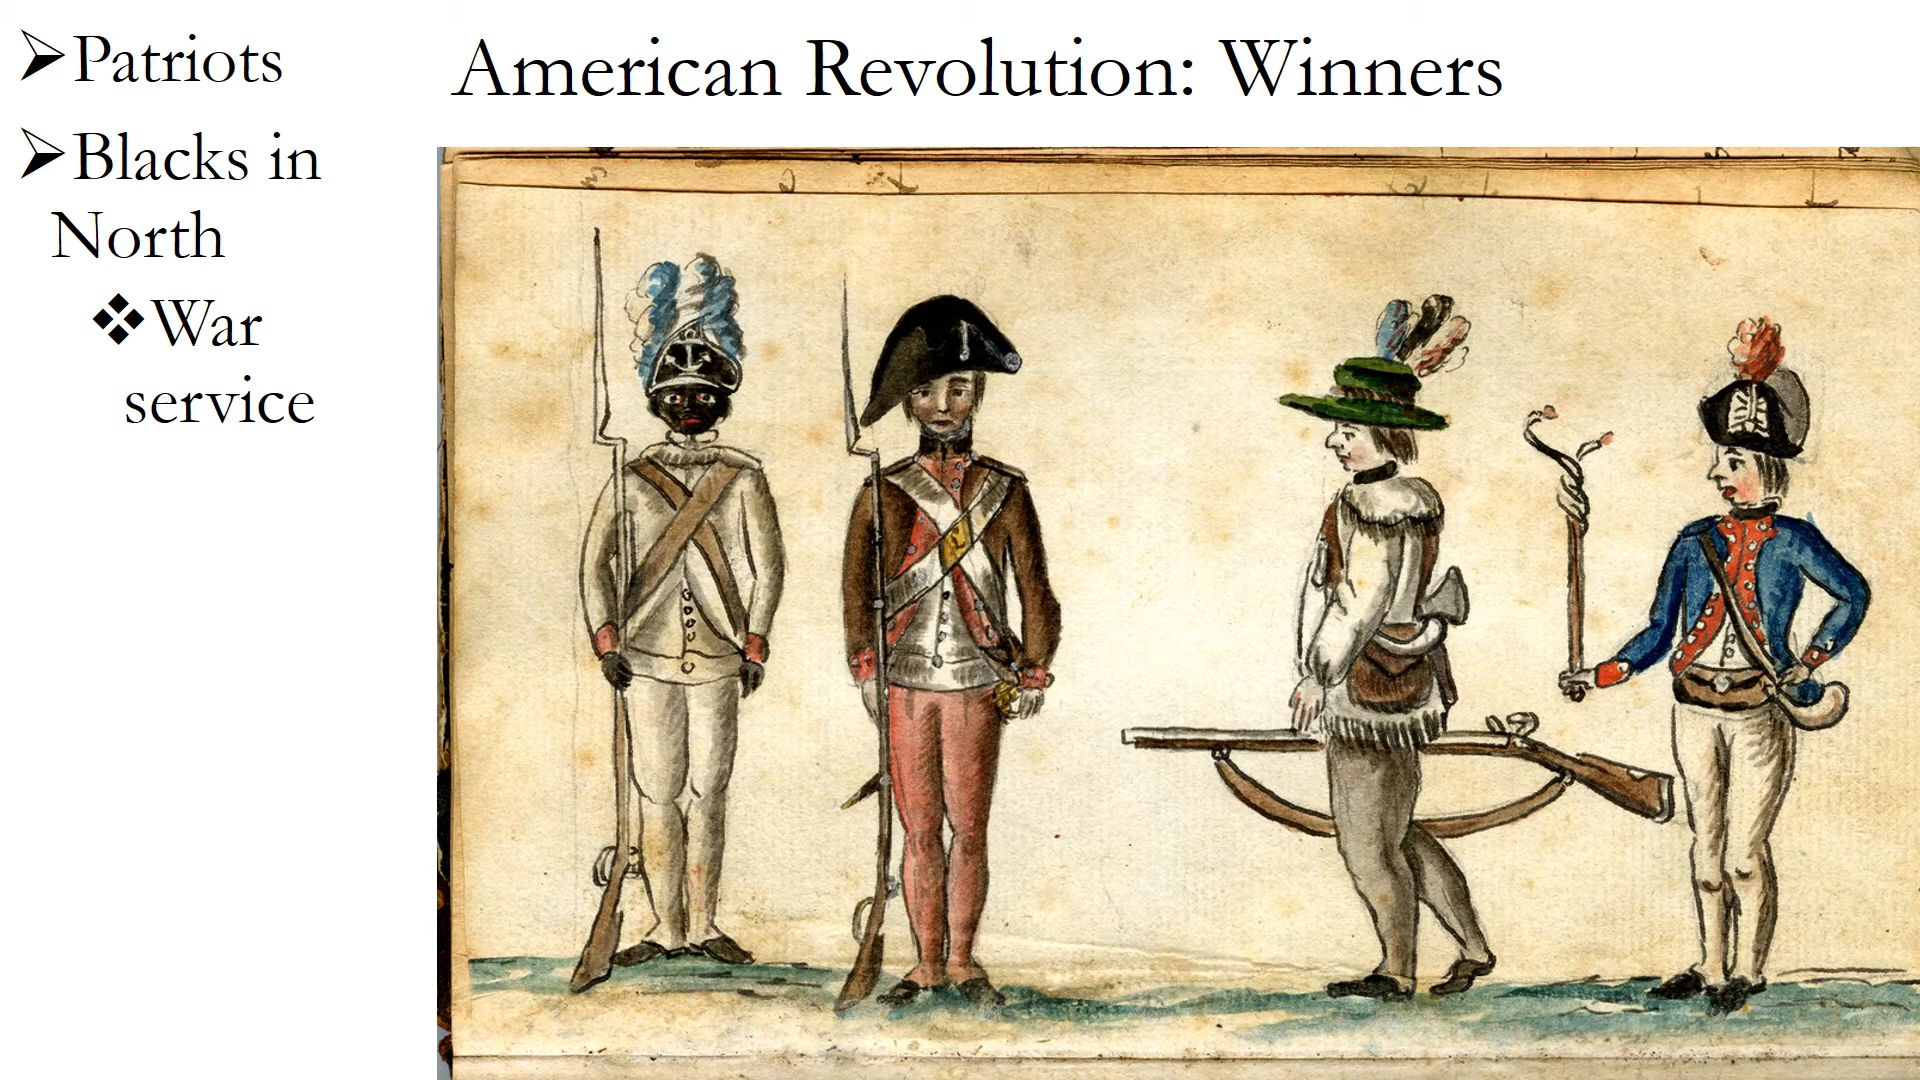 American Revolution: Winners
➢Patriots
➢Blacks in
North
❖War
service